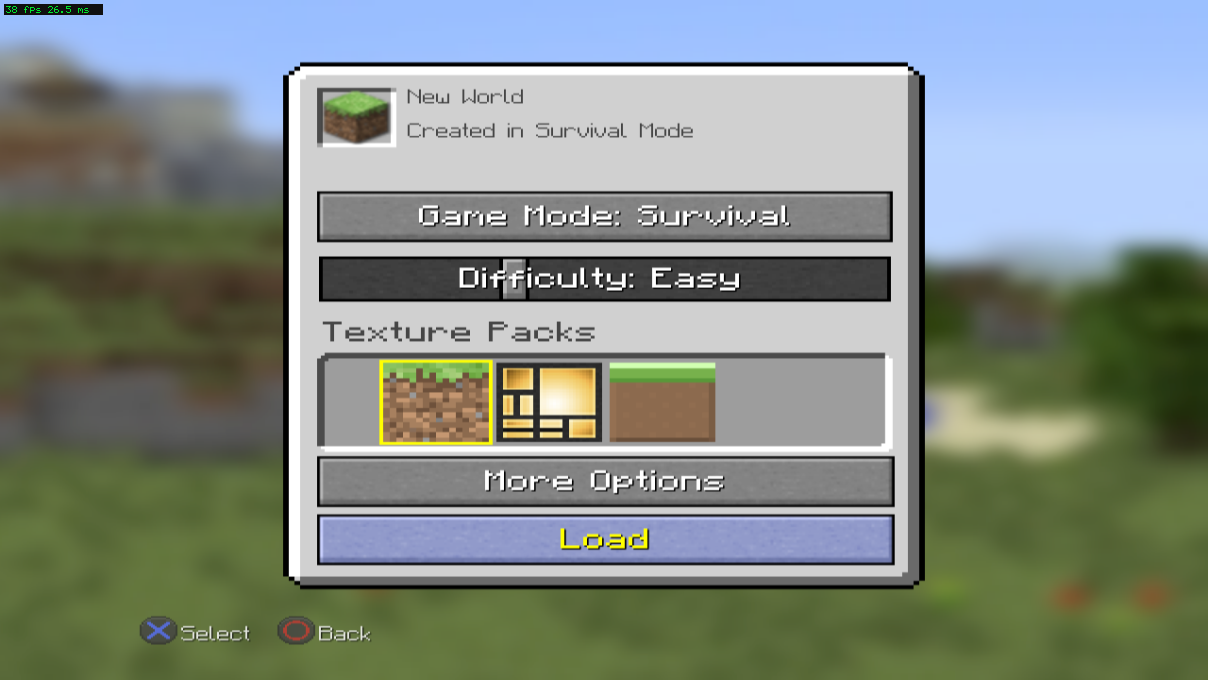 38 fps 26.5 ms
New World
Created in Survival Mode
Game Mode: Survival
Difficulty: Easy
Texture Packs
More Options
Load
Select Back